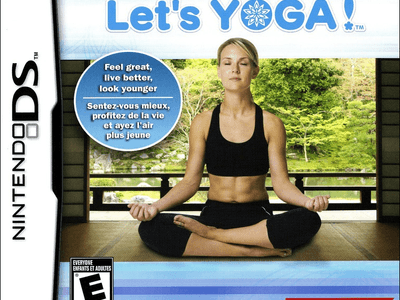 Let's YOGA!™
Feel great,
live better,
look younger
Sentez-vous mieux,
profitez de la vie
et ayez l'air
plus jeune
NINTENDO DS™
EVERYONE
ENFANTS ET ADULTES
E